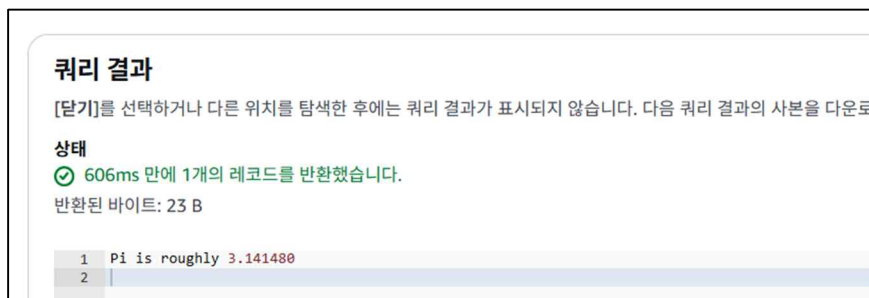 쿼리 결과
[닫기]를 선택하거나 다른 위치를 탐색한 후에는 쿼리 결과가 표시되지 않습니다. 다음 쿼리 결과의 사본을 다운로
상태
606ms 만에 1개의 레코드를 반환했습니다.
반환된 바이트: 23 B
1 Pi is roughly 3.141480
2